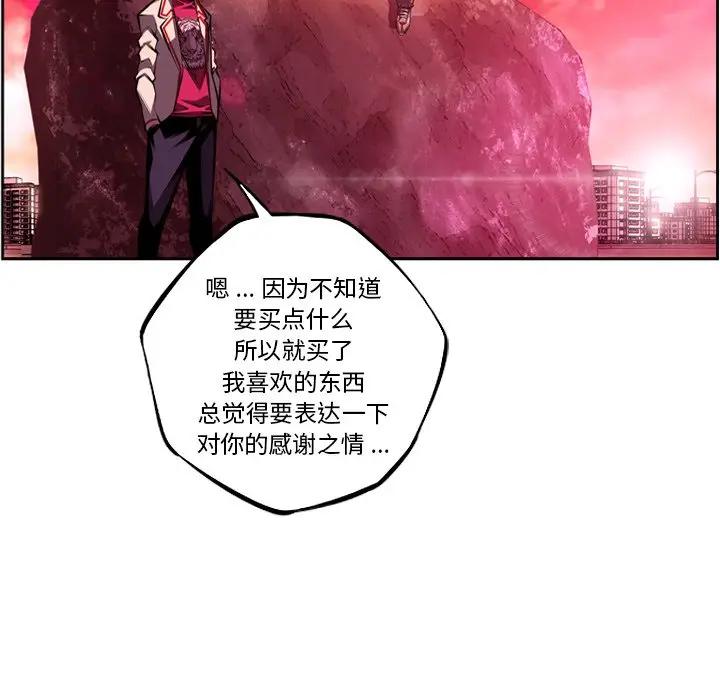 嗯 ... 因为不知道
要买点什么
所以就买了
我喜欢的东西
总觉得要表达一下
对你的感谢之情 ...